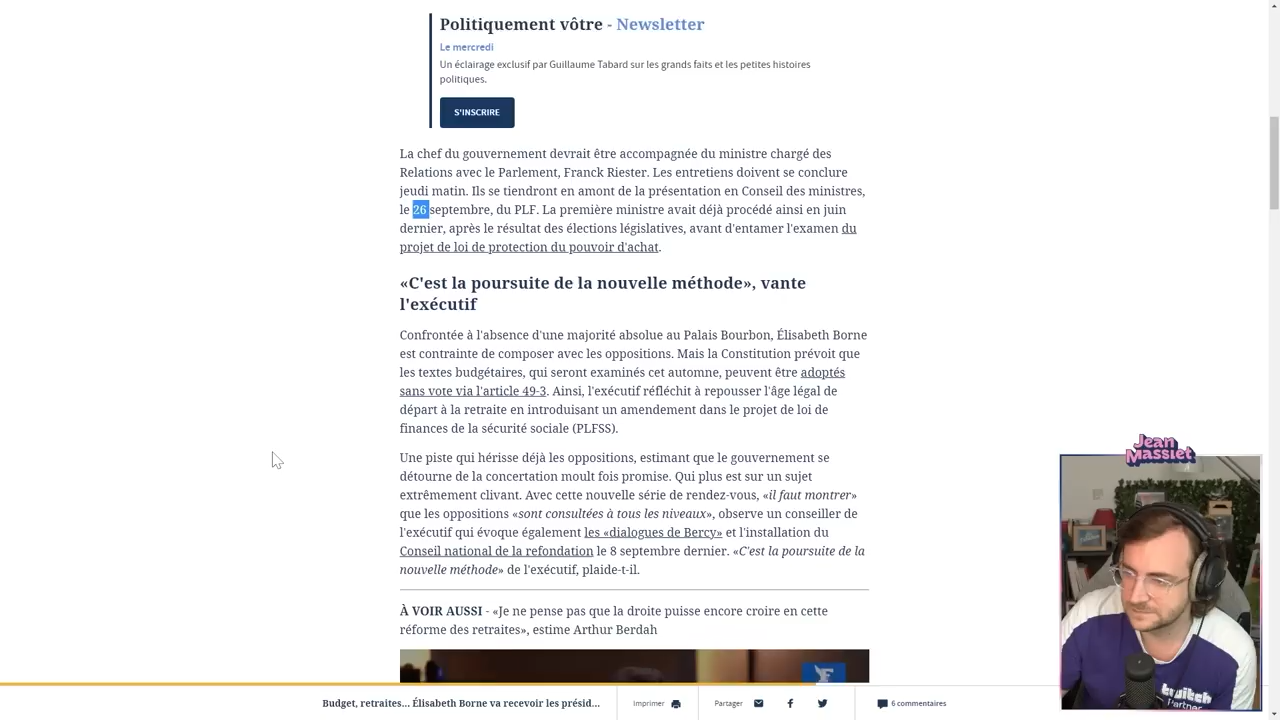 Politiquement vôtre - Newsletter
Le mercredi
Un éclairage exclusif par Guillaume Tabard sur les grands faits et les petites histoires
politiques.
S'INSCRIRE
La chef du gouvernement devrait être accompagnée du ministre chargé des
Relations avec le Parlement, Franck Riester. Les entretiens doivent se conclure
jeudi matin. Ils se tiendront en amont de la présentation en Conseil des ministres,
le 26 septembre, du PLF. La première ministre avait déjà procédé ainsi en juin
dernier, après le résultat des élections législatives, avant d'entamer l'examen du
projet de loi de protection du pouvoir d'achat.
«C'est la poursuite de la nouvelle méthode», vante
l'exécutif
Confrontée à l'absence d'une majorité absolue au Palais Bourbon, Élisabeth Borne
est contrainte de composer avec les oppositions. Mais la Constitution prévoit que
les textes budgétaires, qui seront examinés cet automne, peuvent être adoptés
sans vote via l'article 49-3. Ainsi, l'exécutif réfléchit à repousser l'âge légal de
départ à la retraite en introduisant un amendement dans le projet de loi de
finances de la sécurité sociale (PLFSS).
Une piste qui hérisse déjà les oppositions, estimant que le gouvernement se
détourne de la concertation moult fois promise. Qui plus est sur un sujet
extrêmement clivant. Avec cette nouvelle série de rendez-vous, «il faut montrer»
que les oppositions «sont consultées à tous les niveaux», observe un conseiller de
l'exécutif qui évoque également les «dialogues de Bercy» et l'installation du
Conseil national de la refondation le 8 septembre dernier. «C'est la poursuite de la
nouvelle méthode» de l'exécutif, plaide-t-il.
À VOIR AUSSI - «Je ne pense pas que la droite puisse encore croire en cette
réforme des retraites», estime Arthur Berdah
Jean
Massiet
twitch
Partner
Budget, retraites... Élisabeth Borne va recevoir les présid...
Imprimer
Partager
6 commentaires